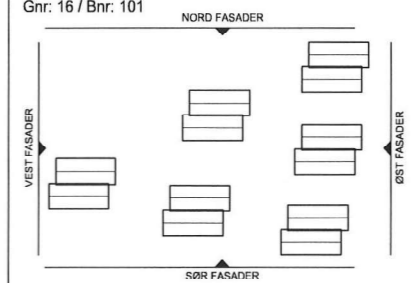 Gnr: 16 / Bnr: 101
NORD FASADER
VEST FASADER
ØST FASADER
SØR FASADER